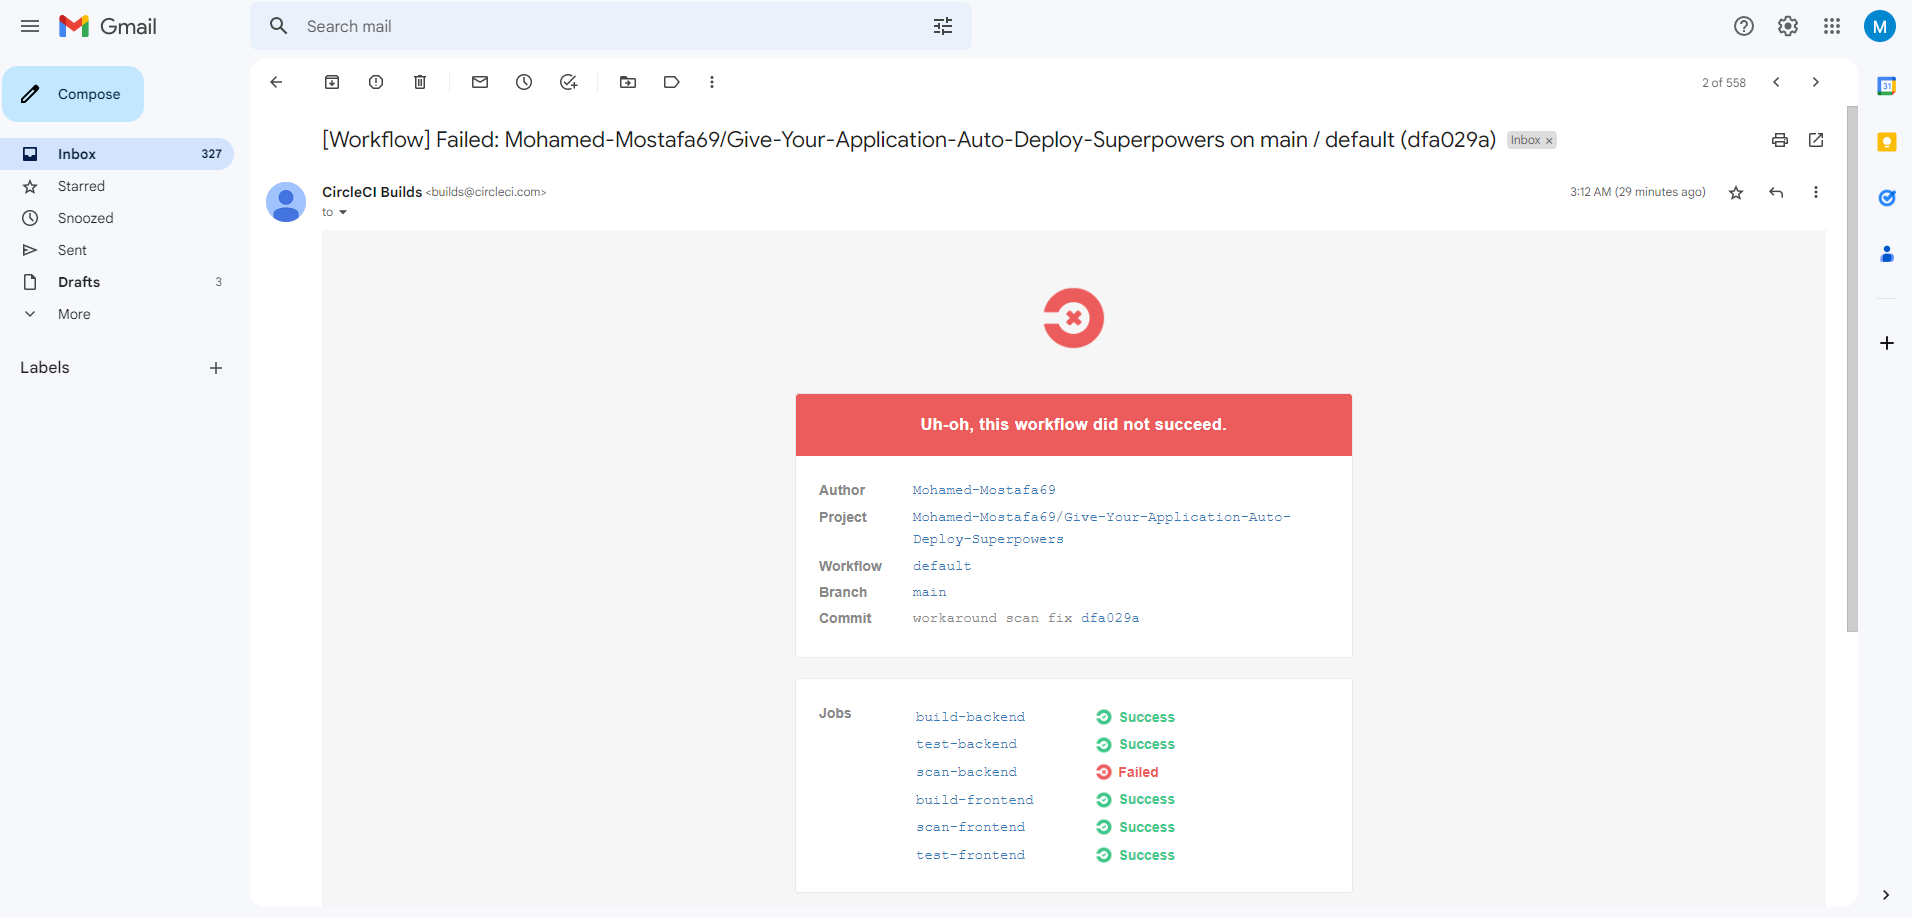 Gmail
Search mail
M
Compose
Inbox 327
Starred
Snoozed
Sent
Drafts 3
More
Labels
2 of 558
31
[Workflow] Failed: Mohamed-Mostafa69/Give-Your-Application-Auto-Deploy-Superpowers on main / default (dfa029a) Inbox ×
CircleCI Builds <builds@circleci.com> 3:12 AM (29 minutes ago)
to
Uh-oh, this workflow did not succeed.
Author Mohamed-Mostafa69
Project Mohamed-Mostafa69/Give-Your-Application-Auto-
Deploy-Superpowers
Workflow default
Branch main
Commit workaround scan fix dfa029a
Jobs build-backend Success
test-backend Success
scan-backend Failed
build-frontend Success
scan-frontend Success
test-frontend Success